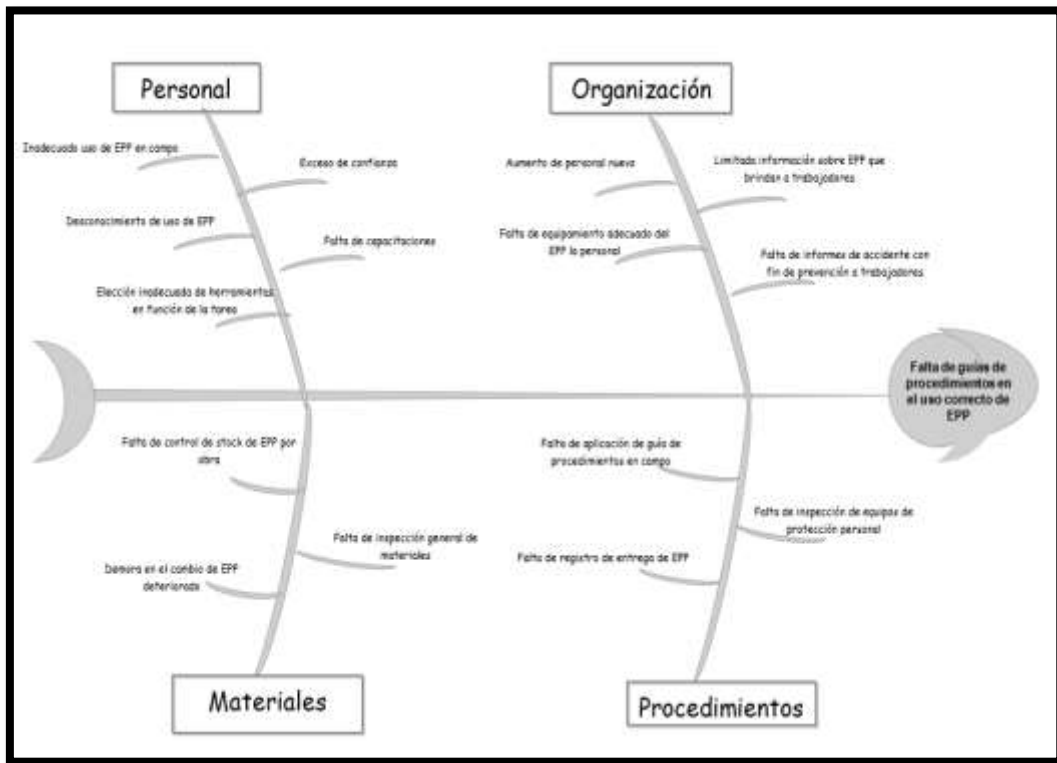 Personal
Organización
Inadecuado uso de EPP en campo
Exceso de confianza
Desconocimiento de uso de EPP
Falta de capacitaciones
Elección inadecuada de herramientas
en función de la tarea
Aumento de personal nuevo
Limitada información sobre EPP que
brindan a trabajadores
Falta de equipamiento adecuado del
EPP la personal
Falta de informes de accidente con
fin de prevención a trabajadores
Falta de guías de
procedimientos en
el uso correcto de
EPP
Falta de control de stock de EPP por
obra
Falta de inspección general de
materiales
Demora en el cambio de EPP
deteriorado
Falta de aplicación de guía de
procedimientos en campo
Falta de inspección de equipos de
protección personal
Falta de registro de entrega de EPP
Materiales
Procedimientos